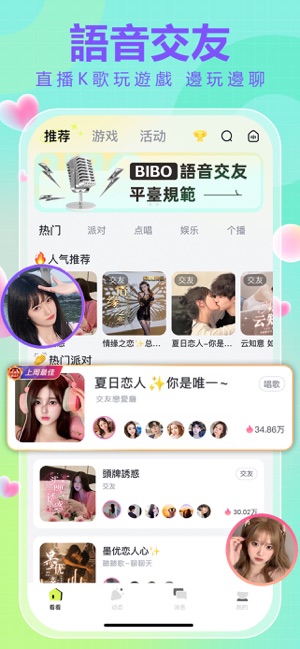 語音交友
直播K歌玩遊戲 邊玩邊聊
推荐 游戏 活动
BIBO 語音交友
平臺規範
热门 派对 点唱 娱乐 个播
人气推荐
交友 交友 交友
情缘之恋✨总... 夏日恋人~你是... 云知意 如
热门派对
上周最佳
夏日恋人✨你是唯一~
唱歌
交友戀愛廳
34.86万
頭牌誘惑
交友
30.02万
墨优恋人心✨
聽聽歌~聊聊天
看看 动态 消息 我的